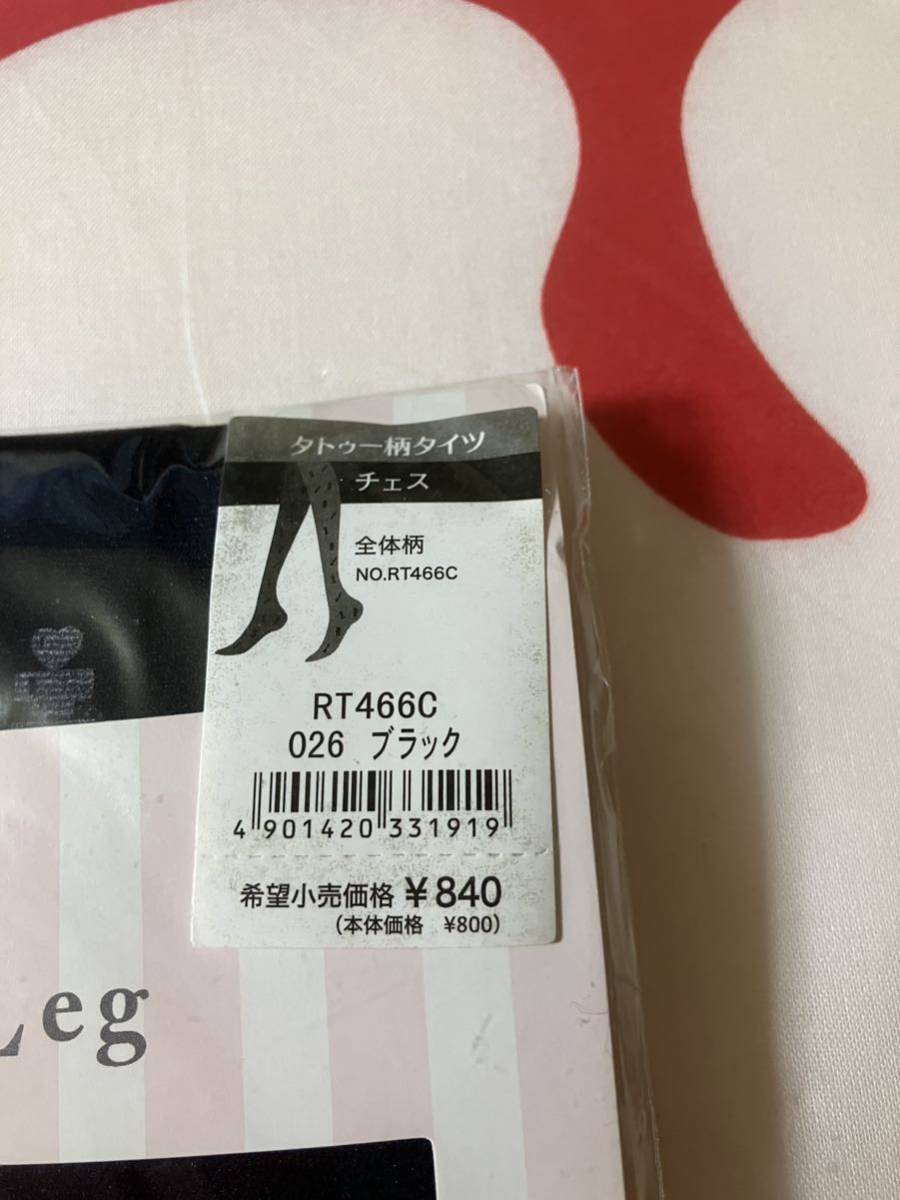 タトゥー柄タイツ
チェス
全体柄
NO.RT466C
RT466C
026 ブラック
4 901420 331919
希望小売価格 ¥840
(本体価格 ¥800)
Leg